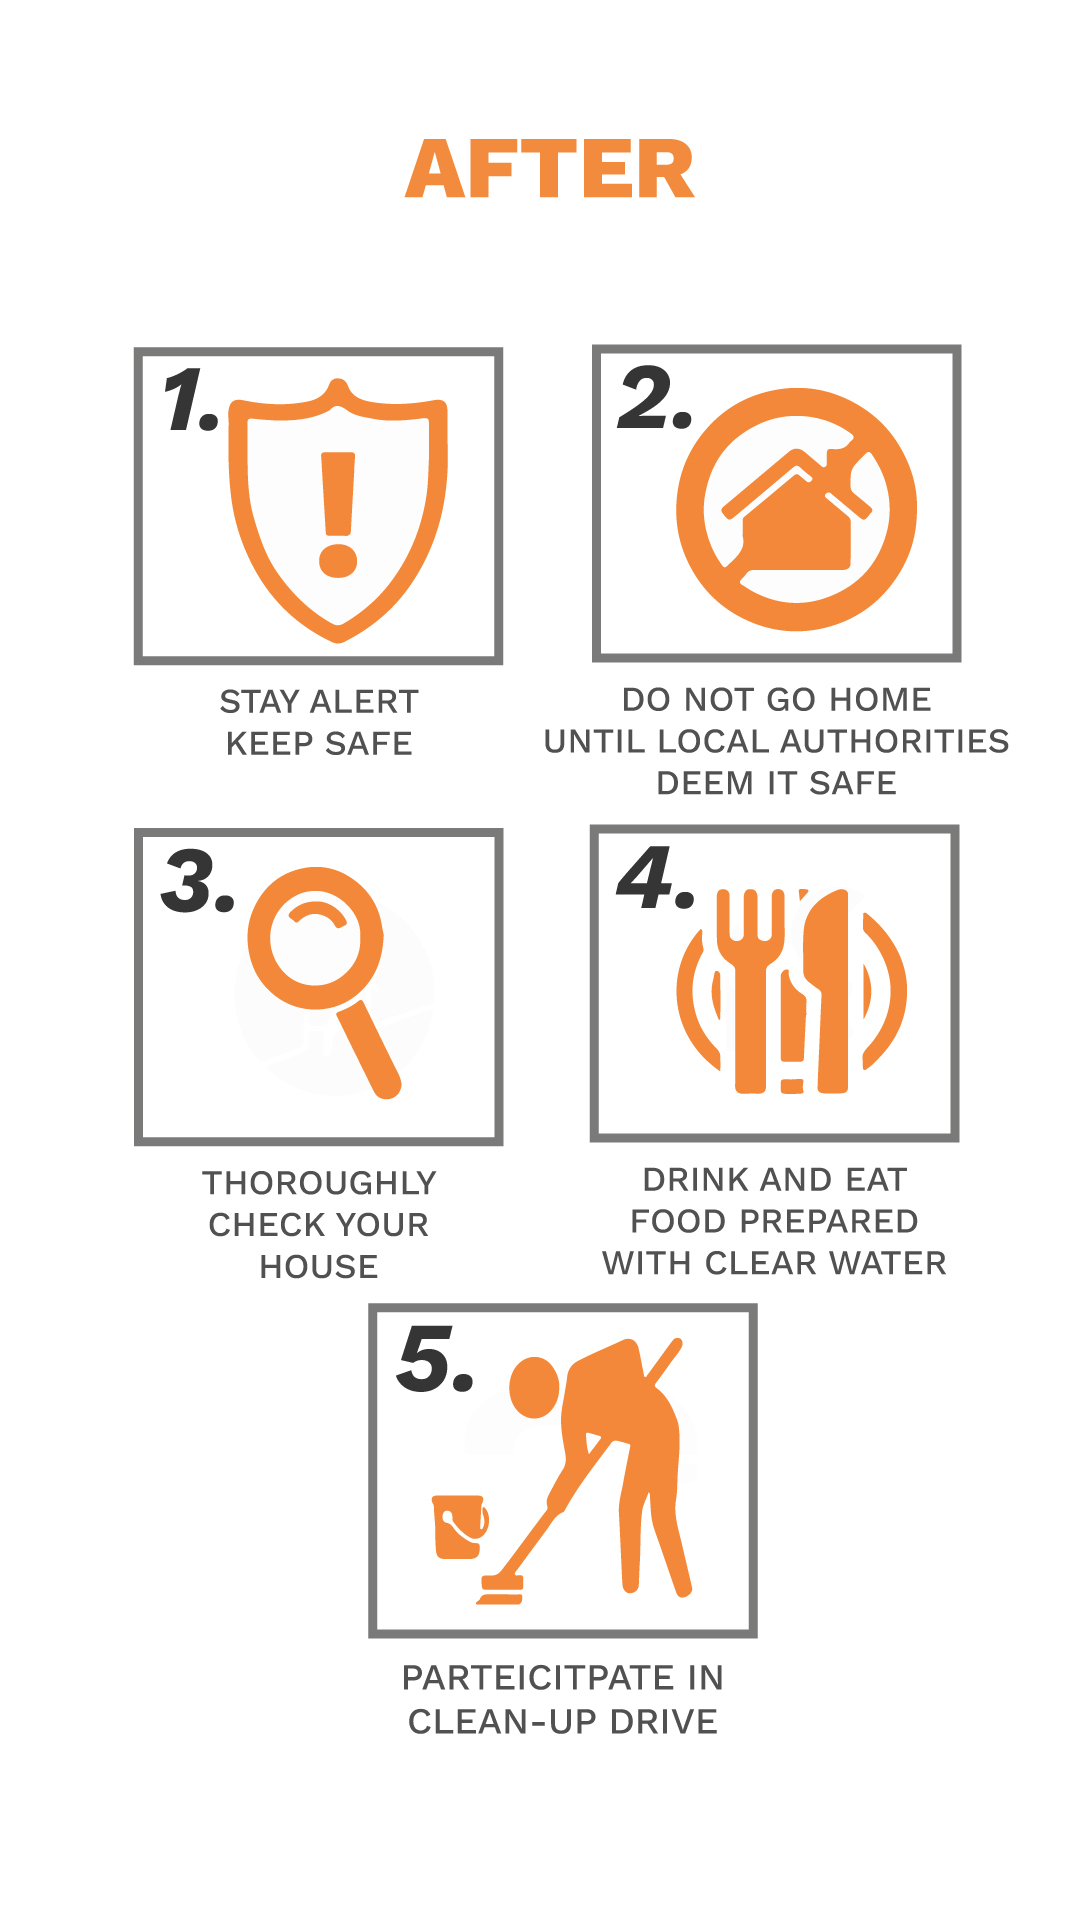 AFTER
1.
STAY ALERT
KEEP SAFE
2.
DO NOT GO HOME
UNTIL LOCAL AUTHORITIES
DEEM IT SAFE
3.
THOROUGHLY
CHECK YOUR
HOUSE
4.
DRINK AND EAT
FOOD PREPARED
WITH CLEAR WATER
5.
PARTEICITPATE IN
CLEAN-UP DRIVE